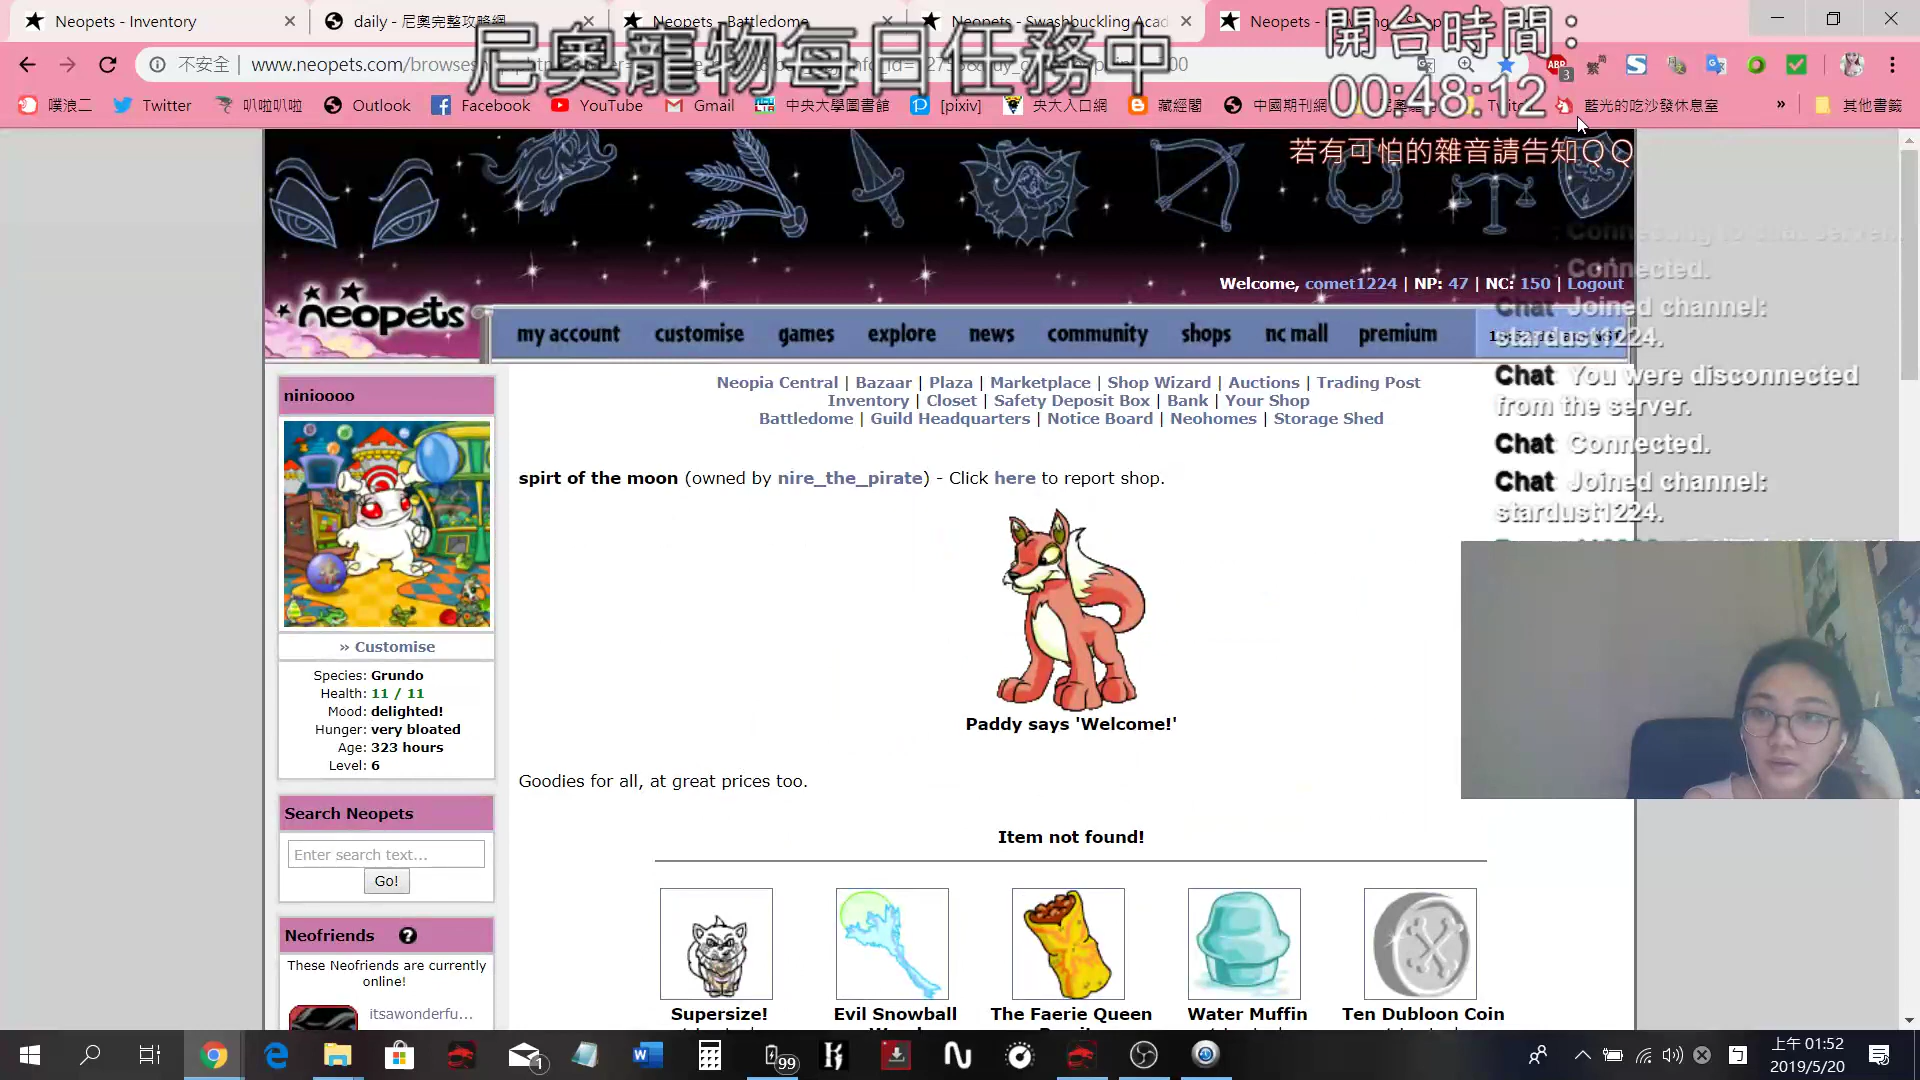 Neopets - Inventory
daily - 尼奧完整攻略網
Neopets - Battledome
Neopets - Swashbuckling Acad
Neopets -
尼奧寵物每日任務中
開台時間:
00:48:12
不安全 | www.neopets.com/browseshop
噗浪二
Twitter
叭啦叭啦
Outlook
Facebook
YouTube
Gmail
中央大學圖書館
[pixiv]
央大入口網
藏經閣
中國期刊網
藍光的吃沙發休息室
»
其他書籤
若有可怕的雜音請告知QQ
Welcome, comet1224 | NP: 47 | NC: 150 | Logout
neopets
my account
customise
games
explore
news
community
shops
nc mall
premium
Connecting to chat server...
Connected.
Chat Joined channel:
stardust1224.
Chat You were disconnected
from the server.
Chat Connected.
Chat Joined channel:
stardust1224.
Neopia Central | Bazaar | Plaza | Marketplace | Shop Wizard | Auctions | Trading Post
Inventory | Closet | Safety Deposit Box | Bank | Your Shop
Battledome | Guild Headquarters | Notice Board | Neohomes | Storage Shed
spirt of the moon (owned by nire_the_pirate) - Click here to report shop.
Paddy says 'Welcome!'
Goodies for all, at great prices too.
Item not found!
Supersize!
Evil Snowball
The Faerie Queen
Water Muffin
Ten Dubloon Coin
ninioooo
» Customise
Species: Grundo
Health: 11 / 11
Mood: delighted!
Hunger: very bloated
Age: 323 hours
Level: 6
Search Neopets
Enter search text...
Go!
Neofriends
These Neofriends are currently
online!
itsawonderfu...
1
99
上午 01:52
2019/5/20